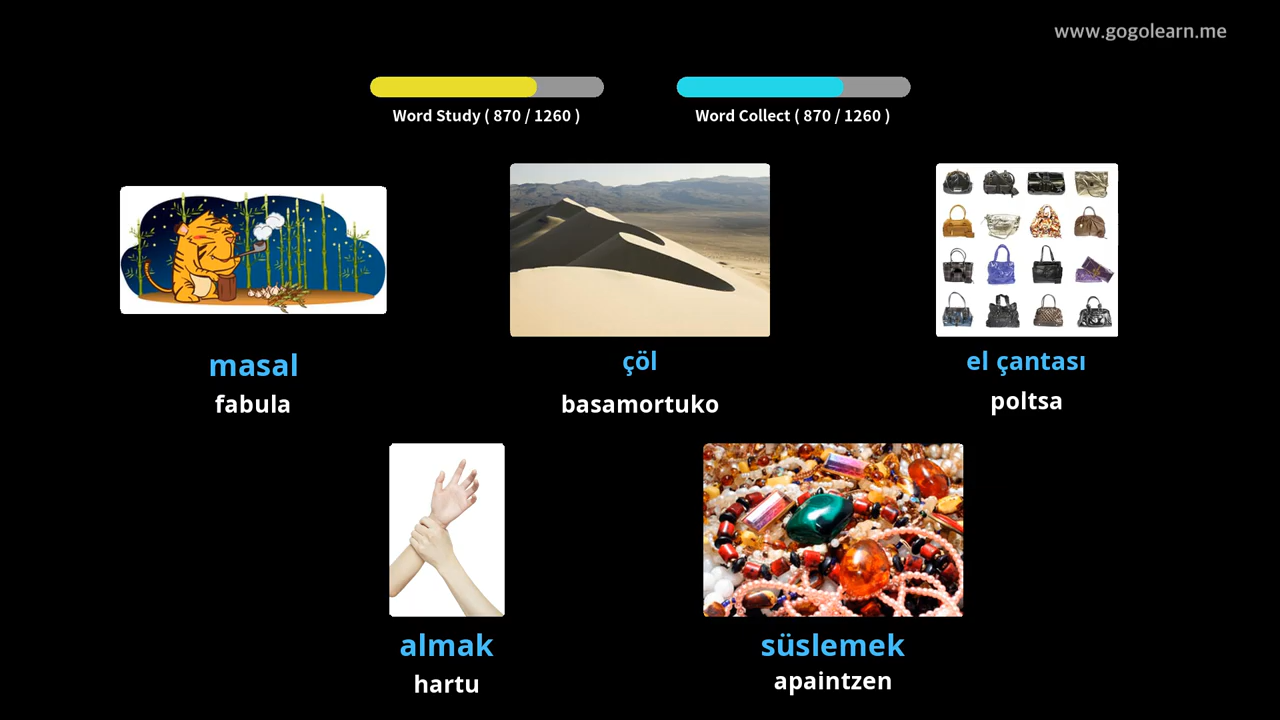 www.gogolearn.me
Word Study ( 870 / 1260 )
Word Collect ( 870 / 1260 )
masal
fabula
çöl
basamortuko
el çantası
poltsa
almak
hartu
süslemek
apaintzen